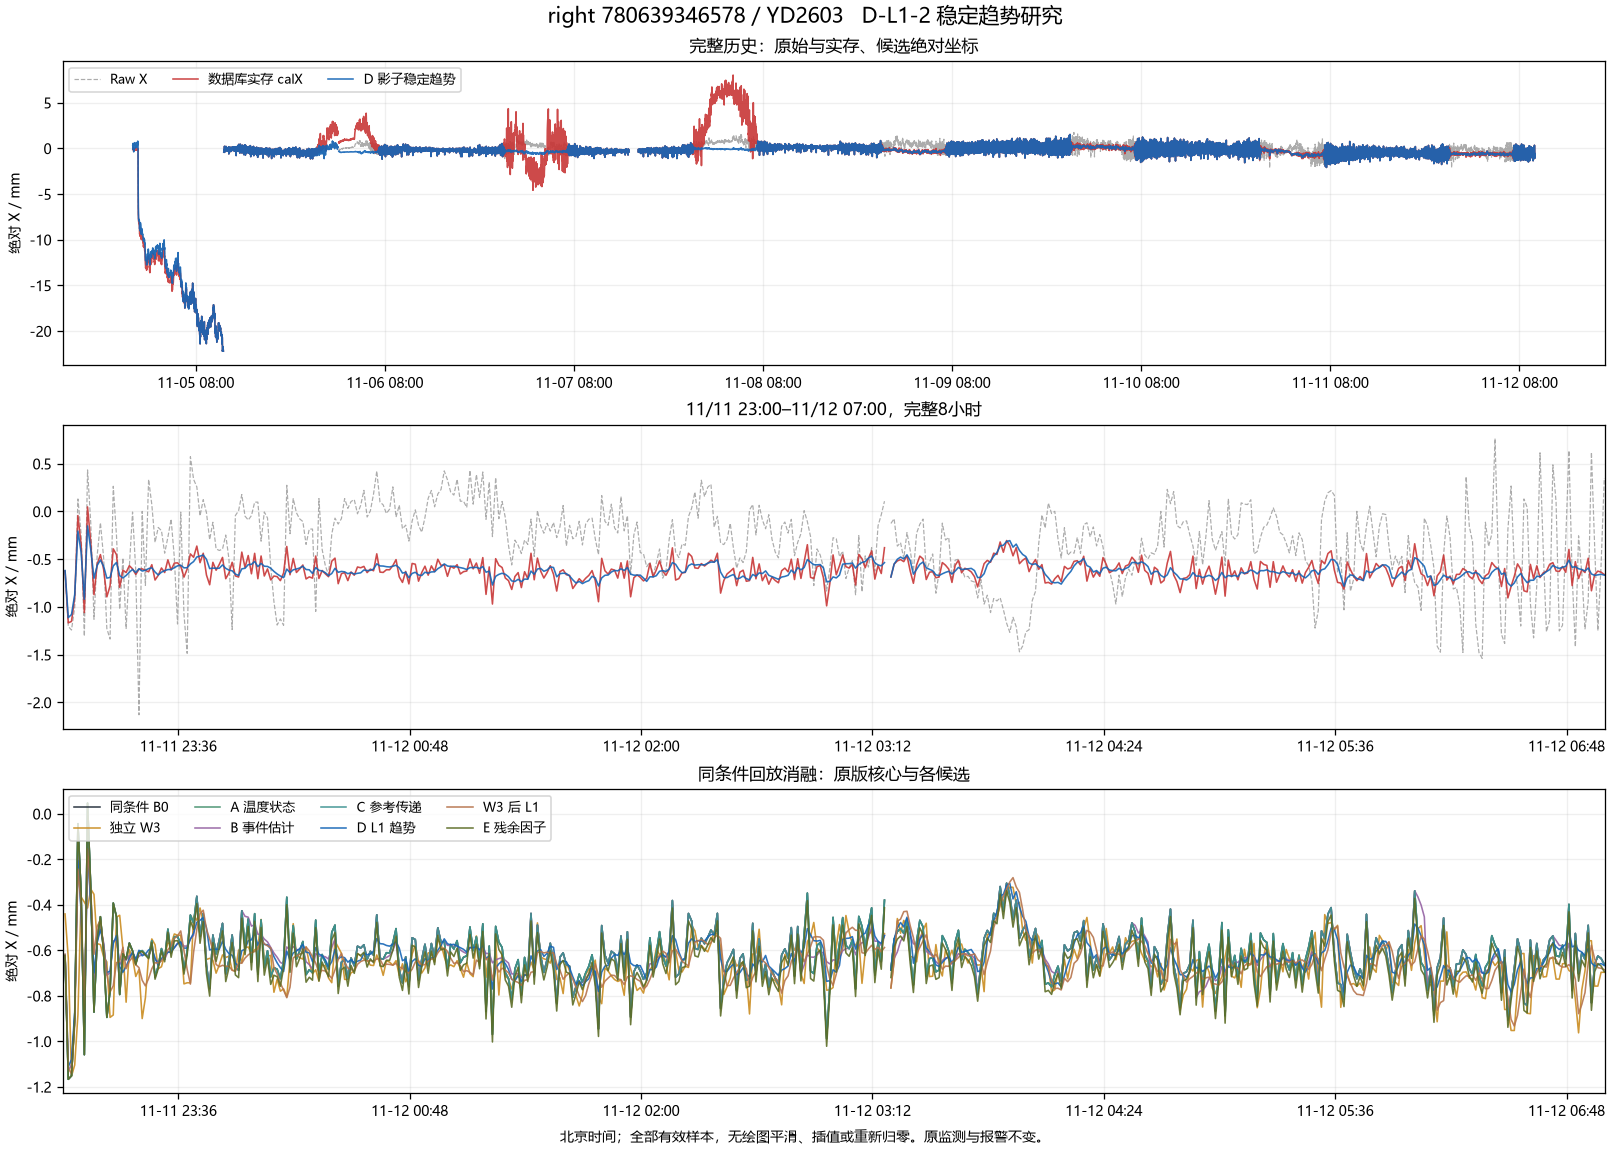 right 780639346578 / YD2603   D-L1-2 稳定趋势研究
完整历史：原始与实存、候选绝对坐标
Raw X
数据库实存 calX
D 影子稳定趋势
绝对 X / mm
5
0
-5
-10
-15
-20
11-05 08:00
11-06 08:00
11-07 08:00
11-08 08:00
11-09 08:00
11-10 08:00
11-11 08:00
11-12 08:00
11/11 23:00–11/12 07:00，完整8小时
绝对 X / mm
0.5
0.0
-0.5
-1.0
-1.5
-2.0
11-11 23:36
11-12 00:48
11-12 02:00
11-12 03:12
11-12 04:24
11-12 05:36
11-12 06:48
同条件回放消融：原版核心与各候选
同条件 B0
A 温度状态
C 参考传递
W3 后 L1
独立 W3
B 事件估计
D L1 趋势
E 残余因子
绝对 X / mm
0.0
-0.2
-0.4
-0.6
-0.8
-1.0
-1.2
11-11 23:36
11-12 00:48
11-12 02:00
11-12 03:12
11-12 04:24
11-12 05:36
11-12 06:48
北京时间；全部有效样本，无绘图平滑、插值或重新归零。原监测与报警不变。